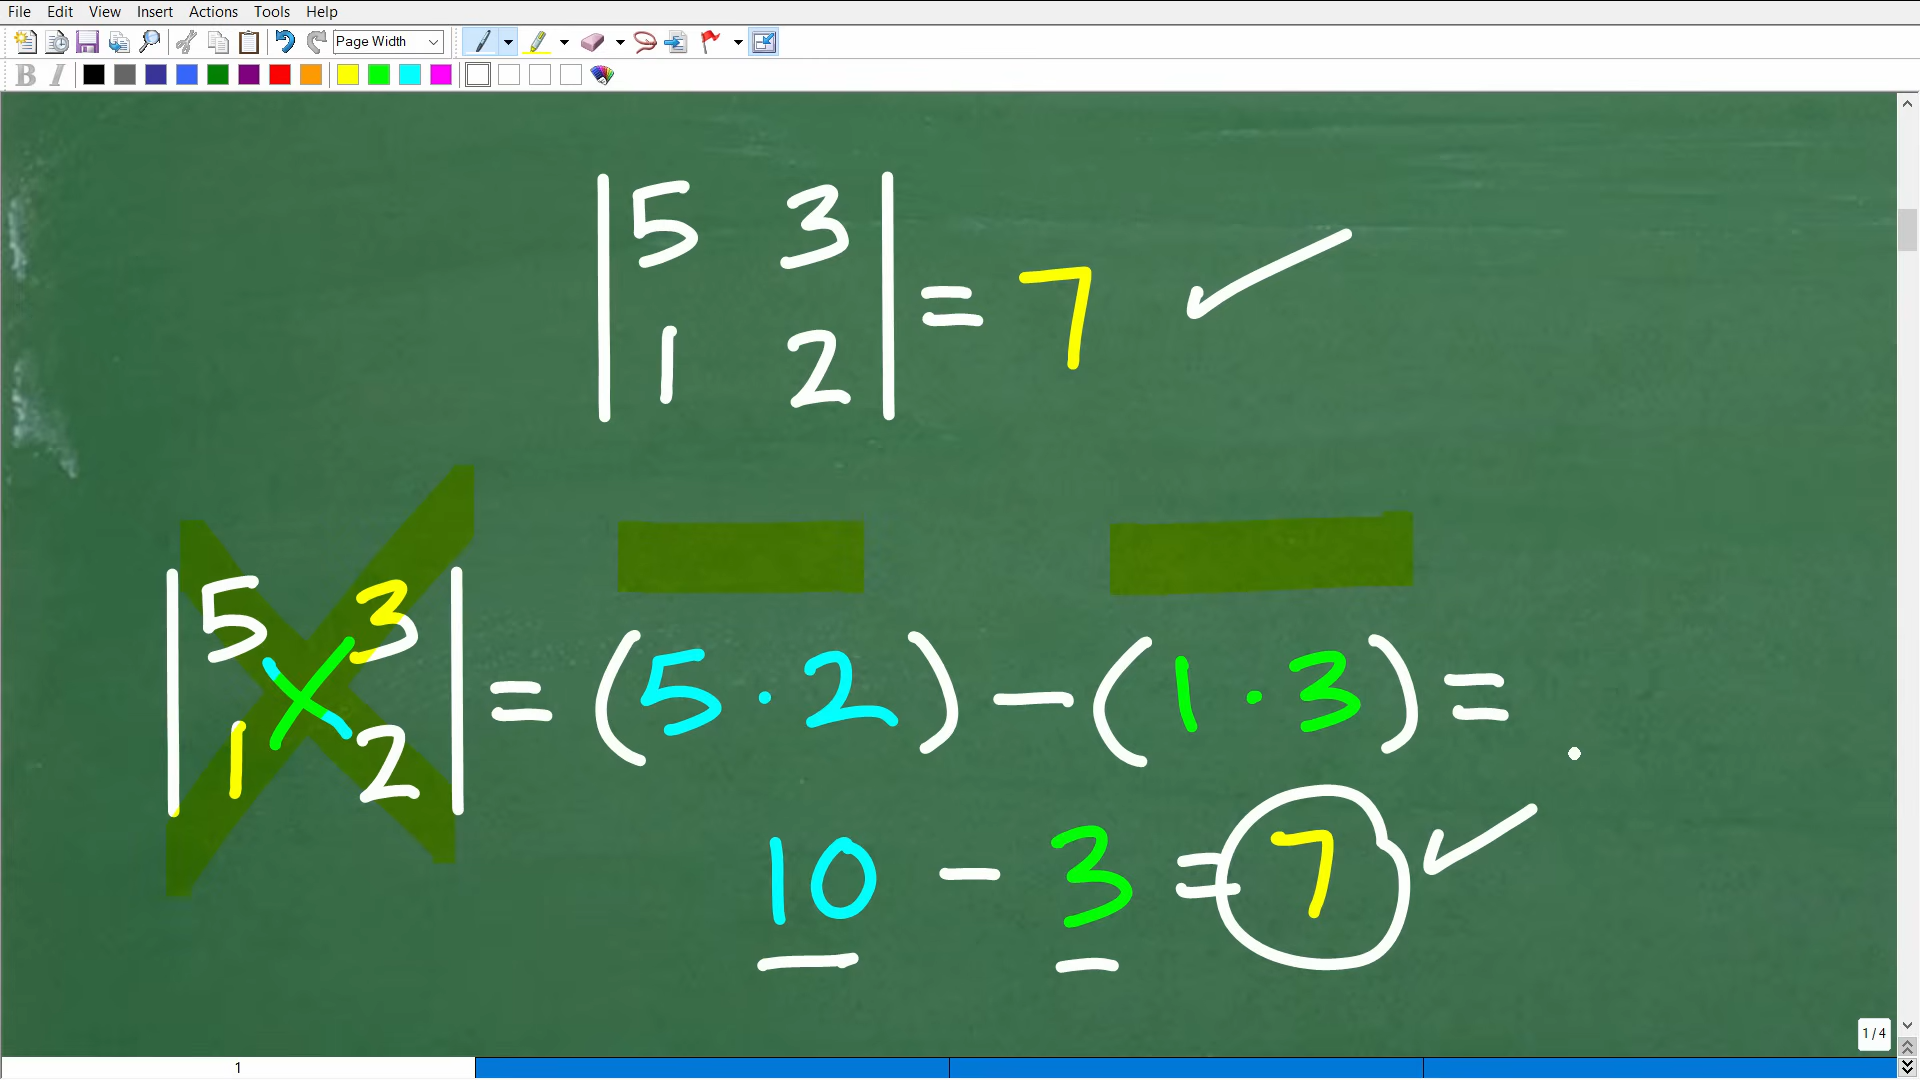 File Edit View Insert Actions Tools Help
Page Width
B I
| 5 3 |
| 1 2 | = 7 ✓
| 5 3 |
| 1 2 | = (5 · 2) − (1 · 3) =
10 − 3 = 7 ✓
1 / 4
1